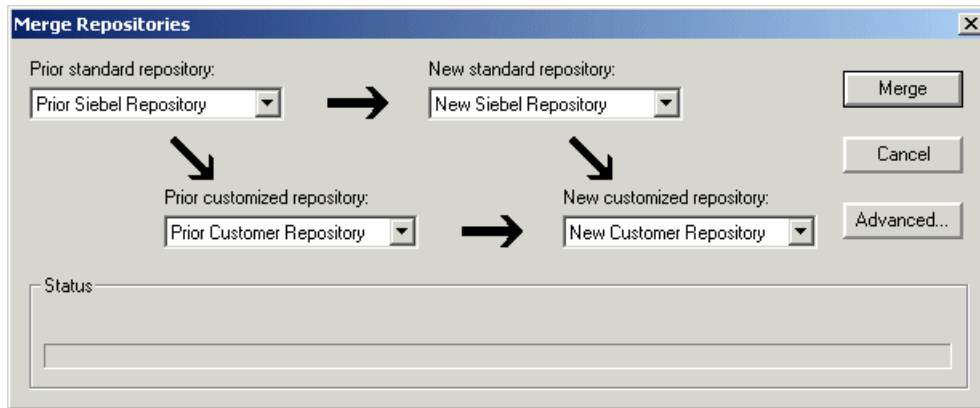 Merge Repositories
Prior standard repository: New standard repository:
Prior Siebel Repository New Siebel Repository Merge
Cancel
Prior customized repository: New customized repository:
Prior Customer Repository New Customer Repository Advanced...
Status